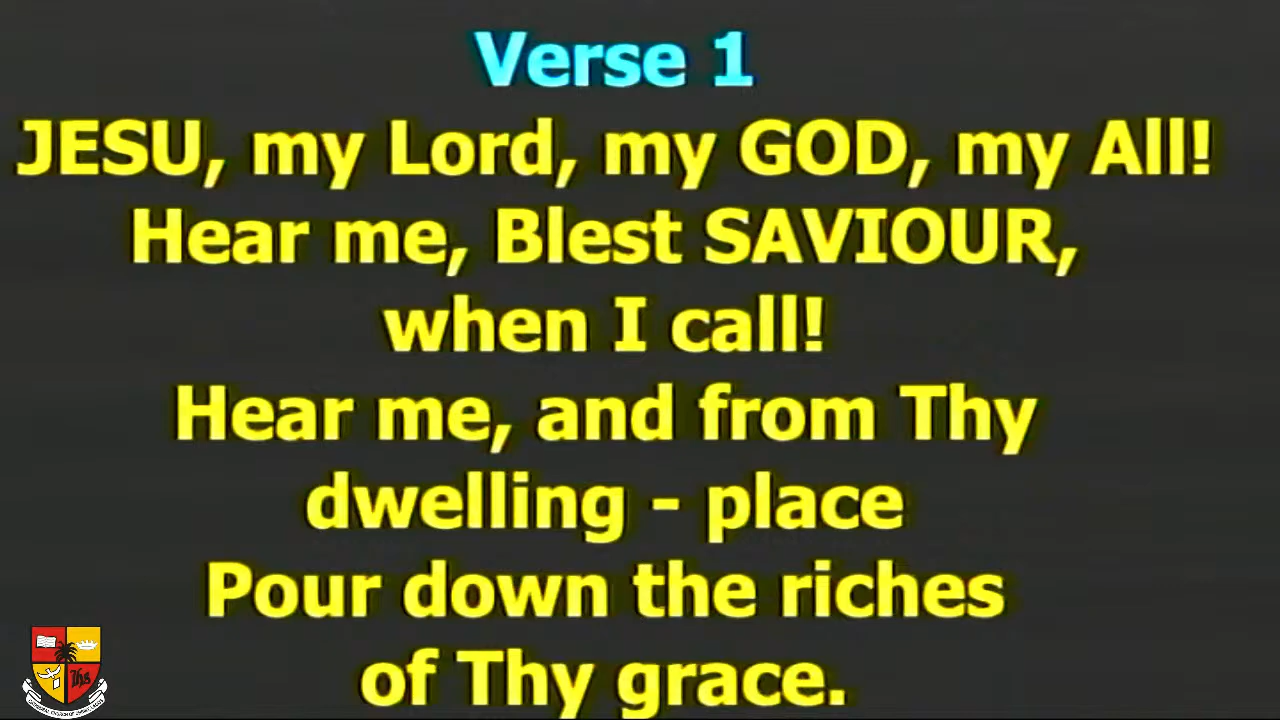 Verse 1
JESU, my Lord, my GOD, my All!
Hear me, Blest SAVIOUR,
when I call!
Hear me, and from Thy
dwelling - place
Pour down the riches
of Thy grace.
Ihs